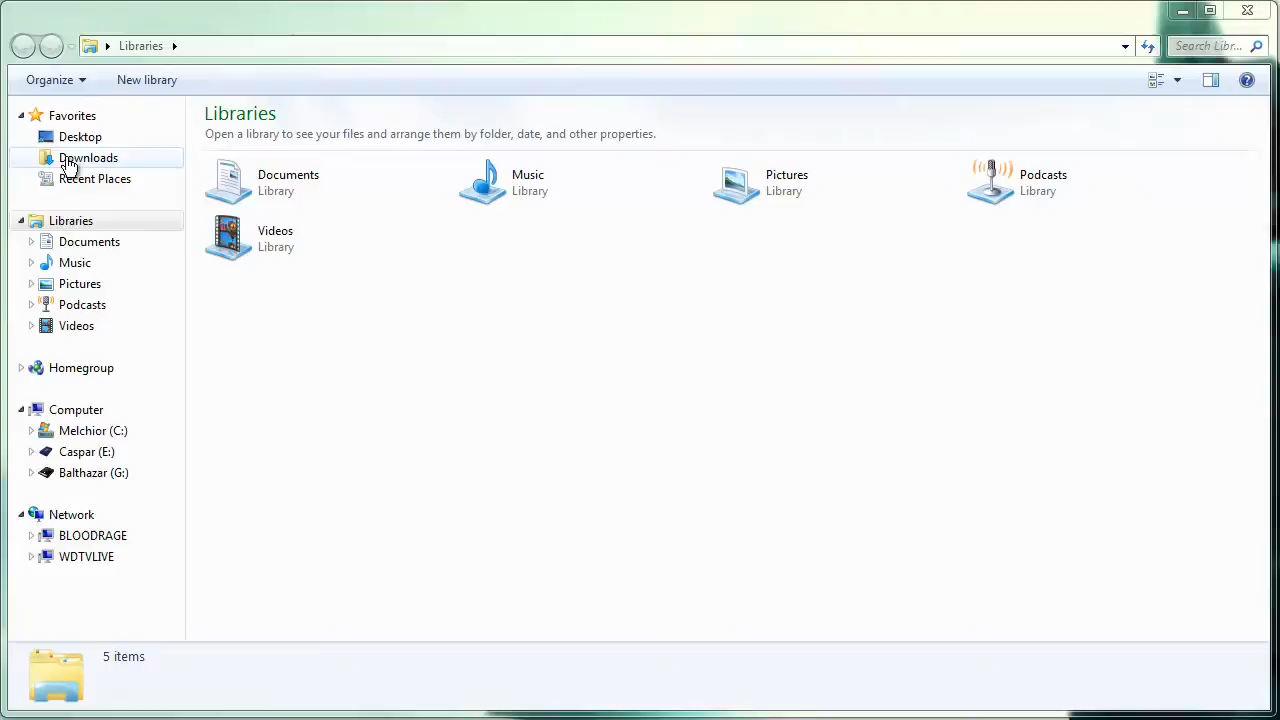 Libraries
Search Libr...
Organize
New library
Favorites
Desktop
Downloads
Recent Places
Libraries
Documents
Music
Pictures
Podcasts
Videos
Homegroup
Computer
Melchior (C:)
Caspar (E:)
Balthazar (G:)
Network
BLOODRAGE
WDTVLIVE
Libraries
Open a library to see your files and arrange them by folder, date, and other properties.
Documents
Library
Music
Library
Pictures
Library
Podcasts
Library
Videos
Library
5 items